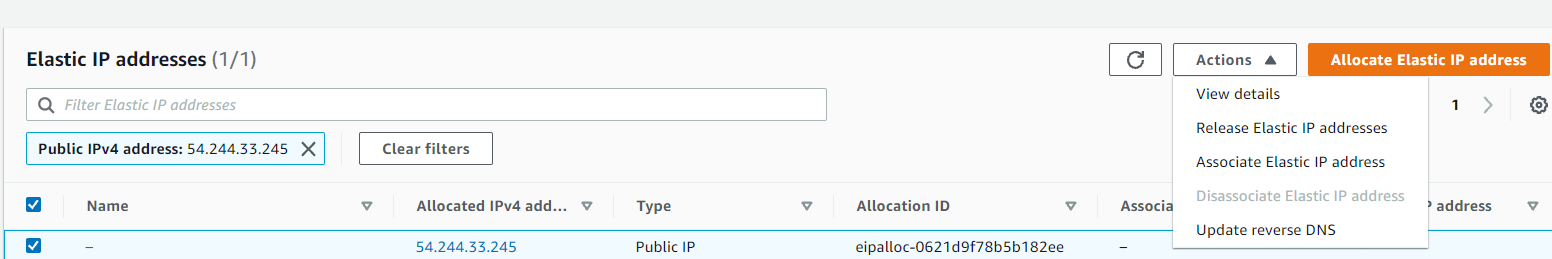 Elastic IP addresses (1/1)
Actions
Allocate Elastic IP address
Filter Elastic IP addresses
1
Public IPv4 address: 54.244.33.245
Clear filters
View details
Release Elastic IP addresses
Associate Elastic IP address
Disassociate Elastic IP address
Update reverse DNS
Name Allocated IPv4 add... Type Allocation ID Associa P address
– 54.244.33.245 Public IP eipalloc-0621d9f78b5b182ee –